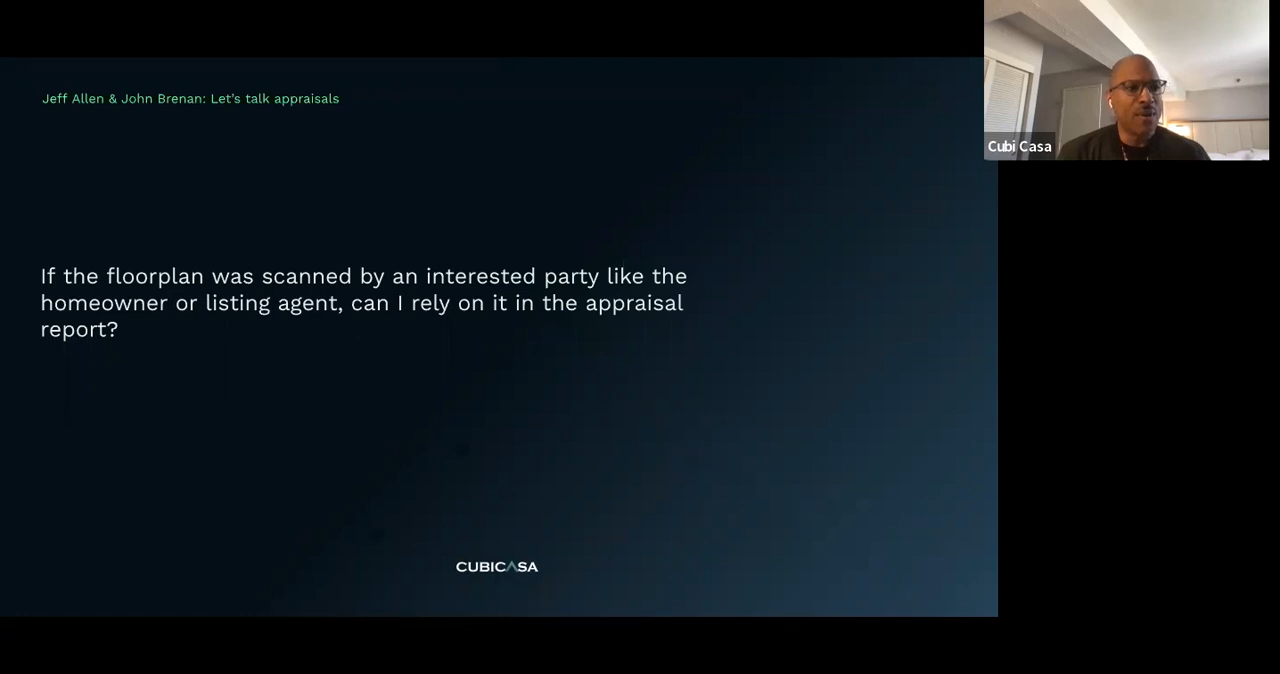 Jeff Allen & John Brenan: Let's talk appraisals
Cubi Casa
If the floorplan was scanned by an interested party like the
homeowner or listing agent, can I rely on it in the appraisal
report?
CUBICASA